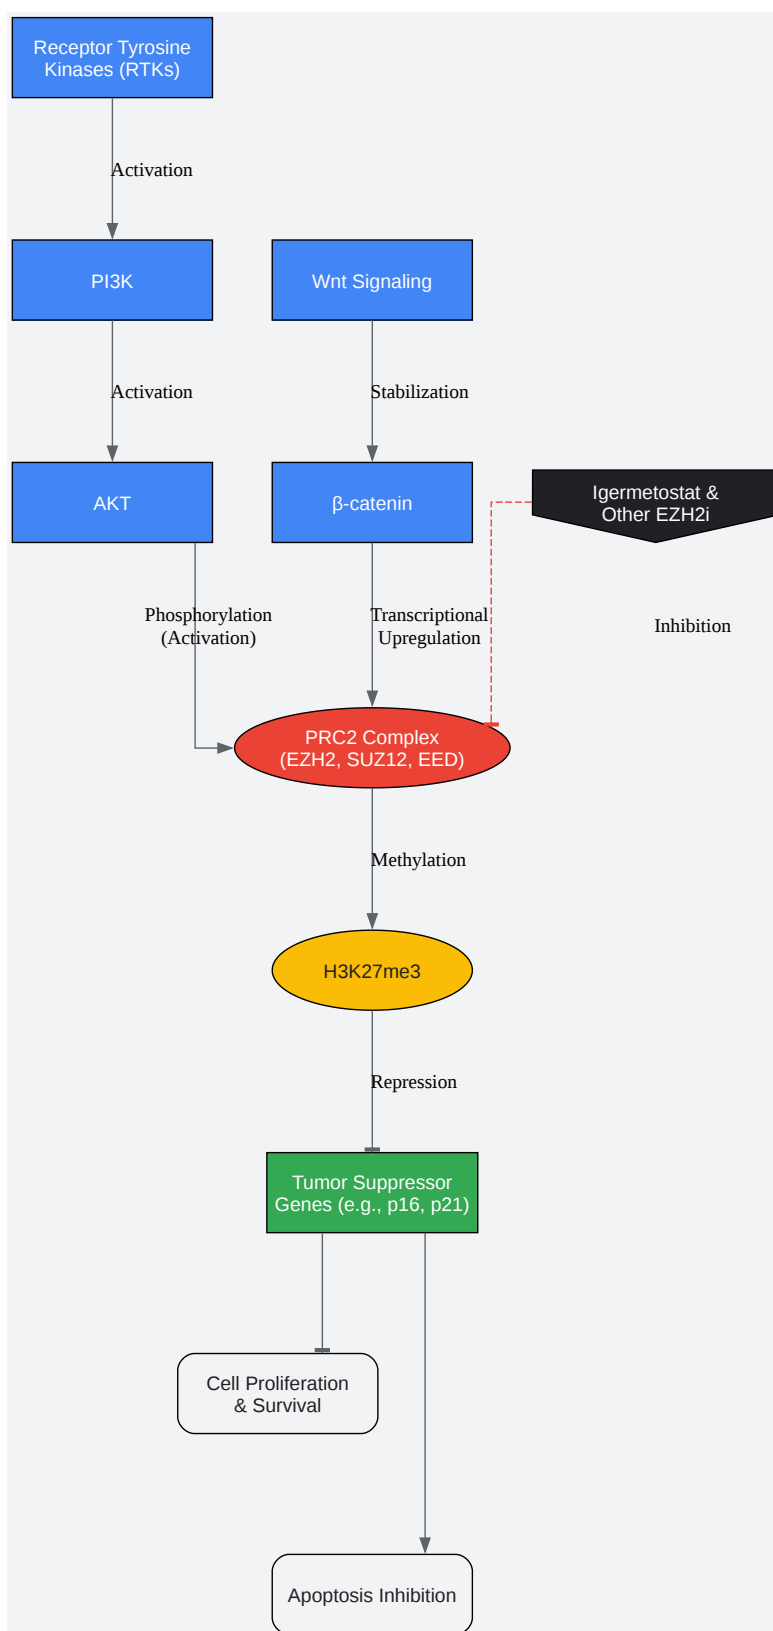 Receptor Tyrosine
Kinases (RTKs)
Activation
PI3K
Wnt Signaling
Activation
Stabilization
AKT
β-catenin
Igermetostat &
Other EZH2i
Phosphorylation
(Activation)
Transcriptional
Upregulation
Inhibition
PRC2 Complex
(EZH2, SUZ12, EED)
Methylation
H3K27me3
Repression
Tumor Suppressor
Genes (e.g., p16, p21)
Cell Proliferation
& Survival
Apoptosis Inhibition